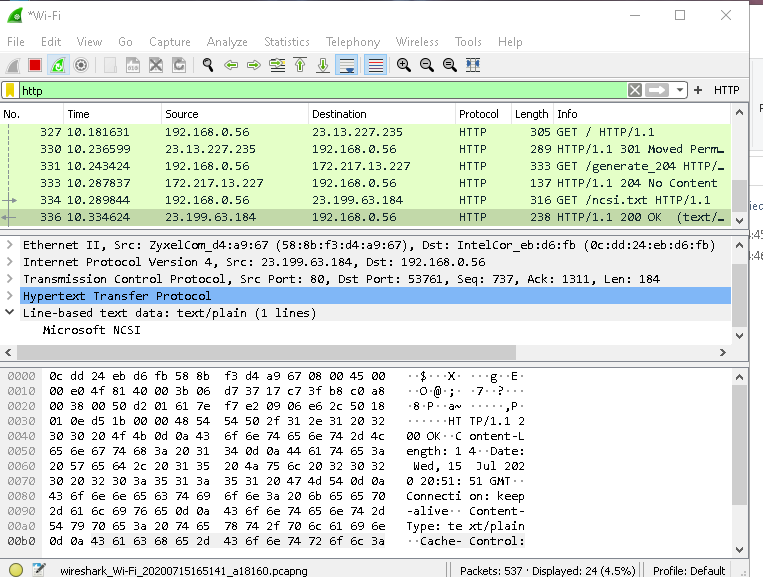 *Wi-Fi
File Edit View Go Capture Analyze Statistics Telephony Wireless Tools Help
http + HTTP
No. Time Source Destination Protocol Length Info
327 10.181631 192.168.0.56 23.13.227.235 HTTP 305 GET / HTTP/1.1
330 10.236599 23.13.227.235 192.168.0.56 HTTP 289 HTTP/1.1 301 Moved Perm…
331 10.243424 192.168.0.56 172.217.13.227 HTTP 333 GET /generate_204 HTTP/…
333 10.287837 172.217.13.227 192.168.0.56 HTTP 137 HTTP/1.1 204 No Content
334 10.289844 192.168.0.56 23.199.63.184 HTTP 316 GET /ncsi.txt HTTP/1.1
336 10.334624 23.199.63.184 192.168.0.56 HTTP 238 HTTP/1.1 200 OK (text/…
Ethernet II, Src: ZyxelCom_d4:a9:67 (58:8b:f3:d4:a9:67), Dst: IntelCor_eb:d6:fb (0c:dd:24:eb:d6:fb)
Internet Protocol Version 4, Src: 23.199.63.184, Dst: 192.168.0.56
Transmission Control Protocol, Src Port: 80, Dst Port: 53761, Seq: 737, Ack: 1311, Len: 184
Hypertext Transfer Protocol
Line-based text data: text/plain (1 lines)
Microsoft NCSI
0000 0c dd 24 eb d6 fb 58 8b f3 d4 a9 67 08 00 45 00 ··$···X· ···g··E·
0010 00 e0 4f 81 40 00 3b 06 d7 37 17 c7 3f b8 c0 a8 ··O·@·;· ·7··?···
0020 00 38 00 50 d2 01 61 7e f7 e2 09 06 e6 2c 50 18 ·8·P··a~ ·····,P·
0030 30 0e d5 1b 00 00 48 54 54 50 2f 31 2e 31 20 32 0·····HT TP/1.1 2
0040 30 30 20 4f 4b 0d 0a 43 6f 6e 74 65 6e 74 2d 4c 00 OK··C ontent-L
0050 65 6e 67 74 68 3a 20 31 34 0d 0a 44 61 74 65 3a ength: 1 4··Date:
0060 20 57 65 64 2c 20 31 35 20 4a 75 6c 20 32 30 32 Wed, 15 Jul 202
0070 30 20 32 30 3a 35 31 3a 35 31 20 47 4d 54 0d 0a 0 20:51: 51 GMT··
0080 43 6f 6e 6e 65 63 74 69 6f 6e 3a 20 6b 65 65 70 Connecti on: keep
0090 2d 61 6c 69 76 65 0d 0a 43 6f 6e 74 65 6e 74 2d -alive·· Content-
00a0 54 79 70 65 3a 20 74 65 78 74 2f 70 6c 61 69 6e Type: te xt/plain
00b0 0d 0a 43 61 63 68 65 2d 43 6f 6e 74 72 6f 6c 3a ··Cache- Control:
wireshark_Wi-Fi_20200715165141_a18160.pcapng Packets: 537 · Displayed: 24 (4.5%) Profile: Default